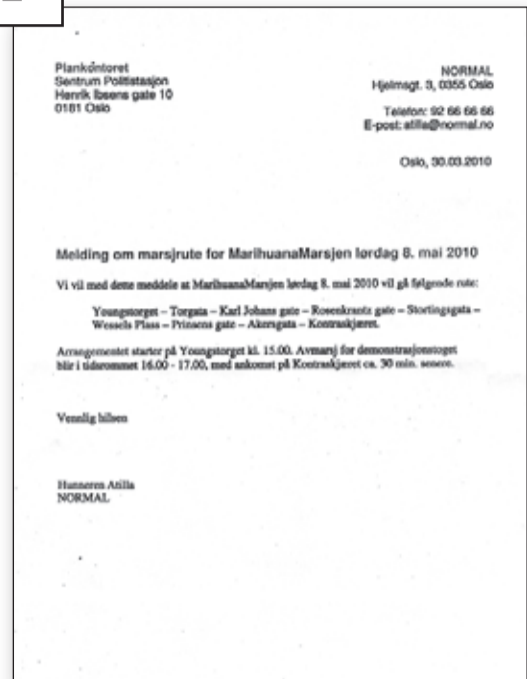 Plankontoret
Sentrum Politistasjon
Henrik Ibsens gate 10
0181 Oslo
NORMAL
Hjelmsgt. 3, 0355 Oslo
Telefon: 92 66 66 66
E-post: atilla@normal.no
Oslo, 30.03.2010
Melding om marsjrute for MarihuanaMarsjen lørdag 8. mai 2010
Vi vil med dette meddele at MarihuanaMarsjen lørdag 8. mai 2010 vil gå følgende rute:
Youngstorget – Torgata – Karl Johans gate – Rosenkrantz gate – Stortingsgata –
Wessels Plass – Prinsens gate – Akersgata – Kontraskjæret.
Arrangementet starter på Youngstorget kl. 15.00. Avmarsj for demonstrasjonstoget
blir i tidsrommet 16.00 - 17.00, med ankomst på Kontraskjæret ca. 30 min. senere.
Vennlig hilsen
Atilla
NORMAL